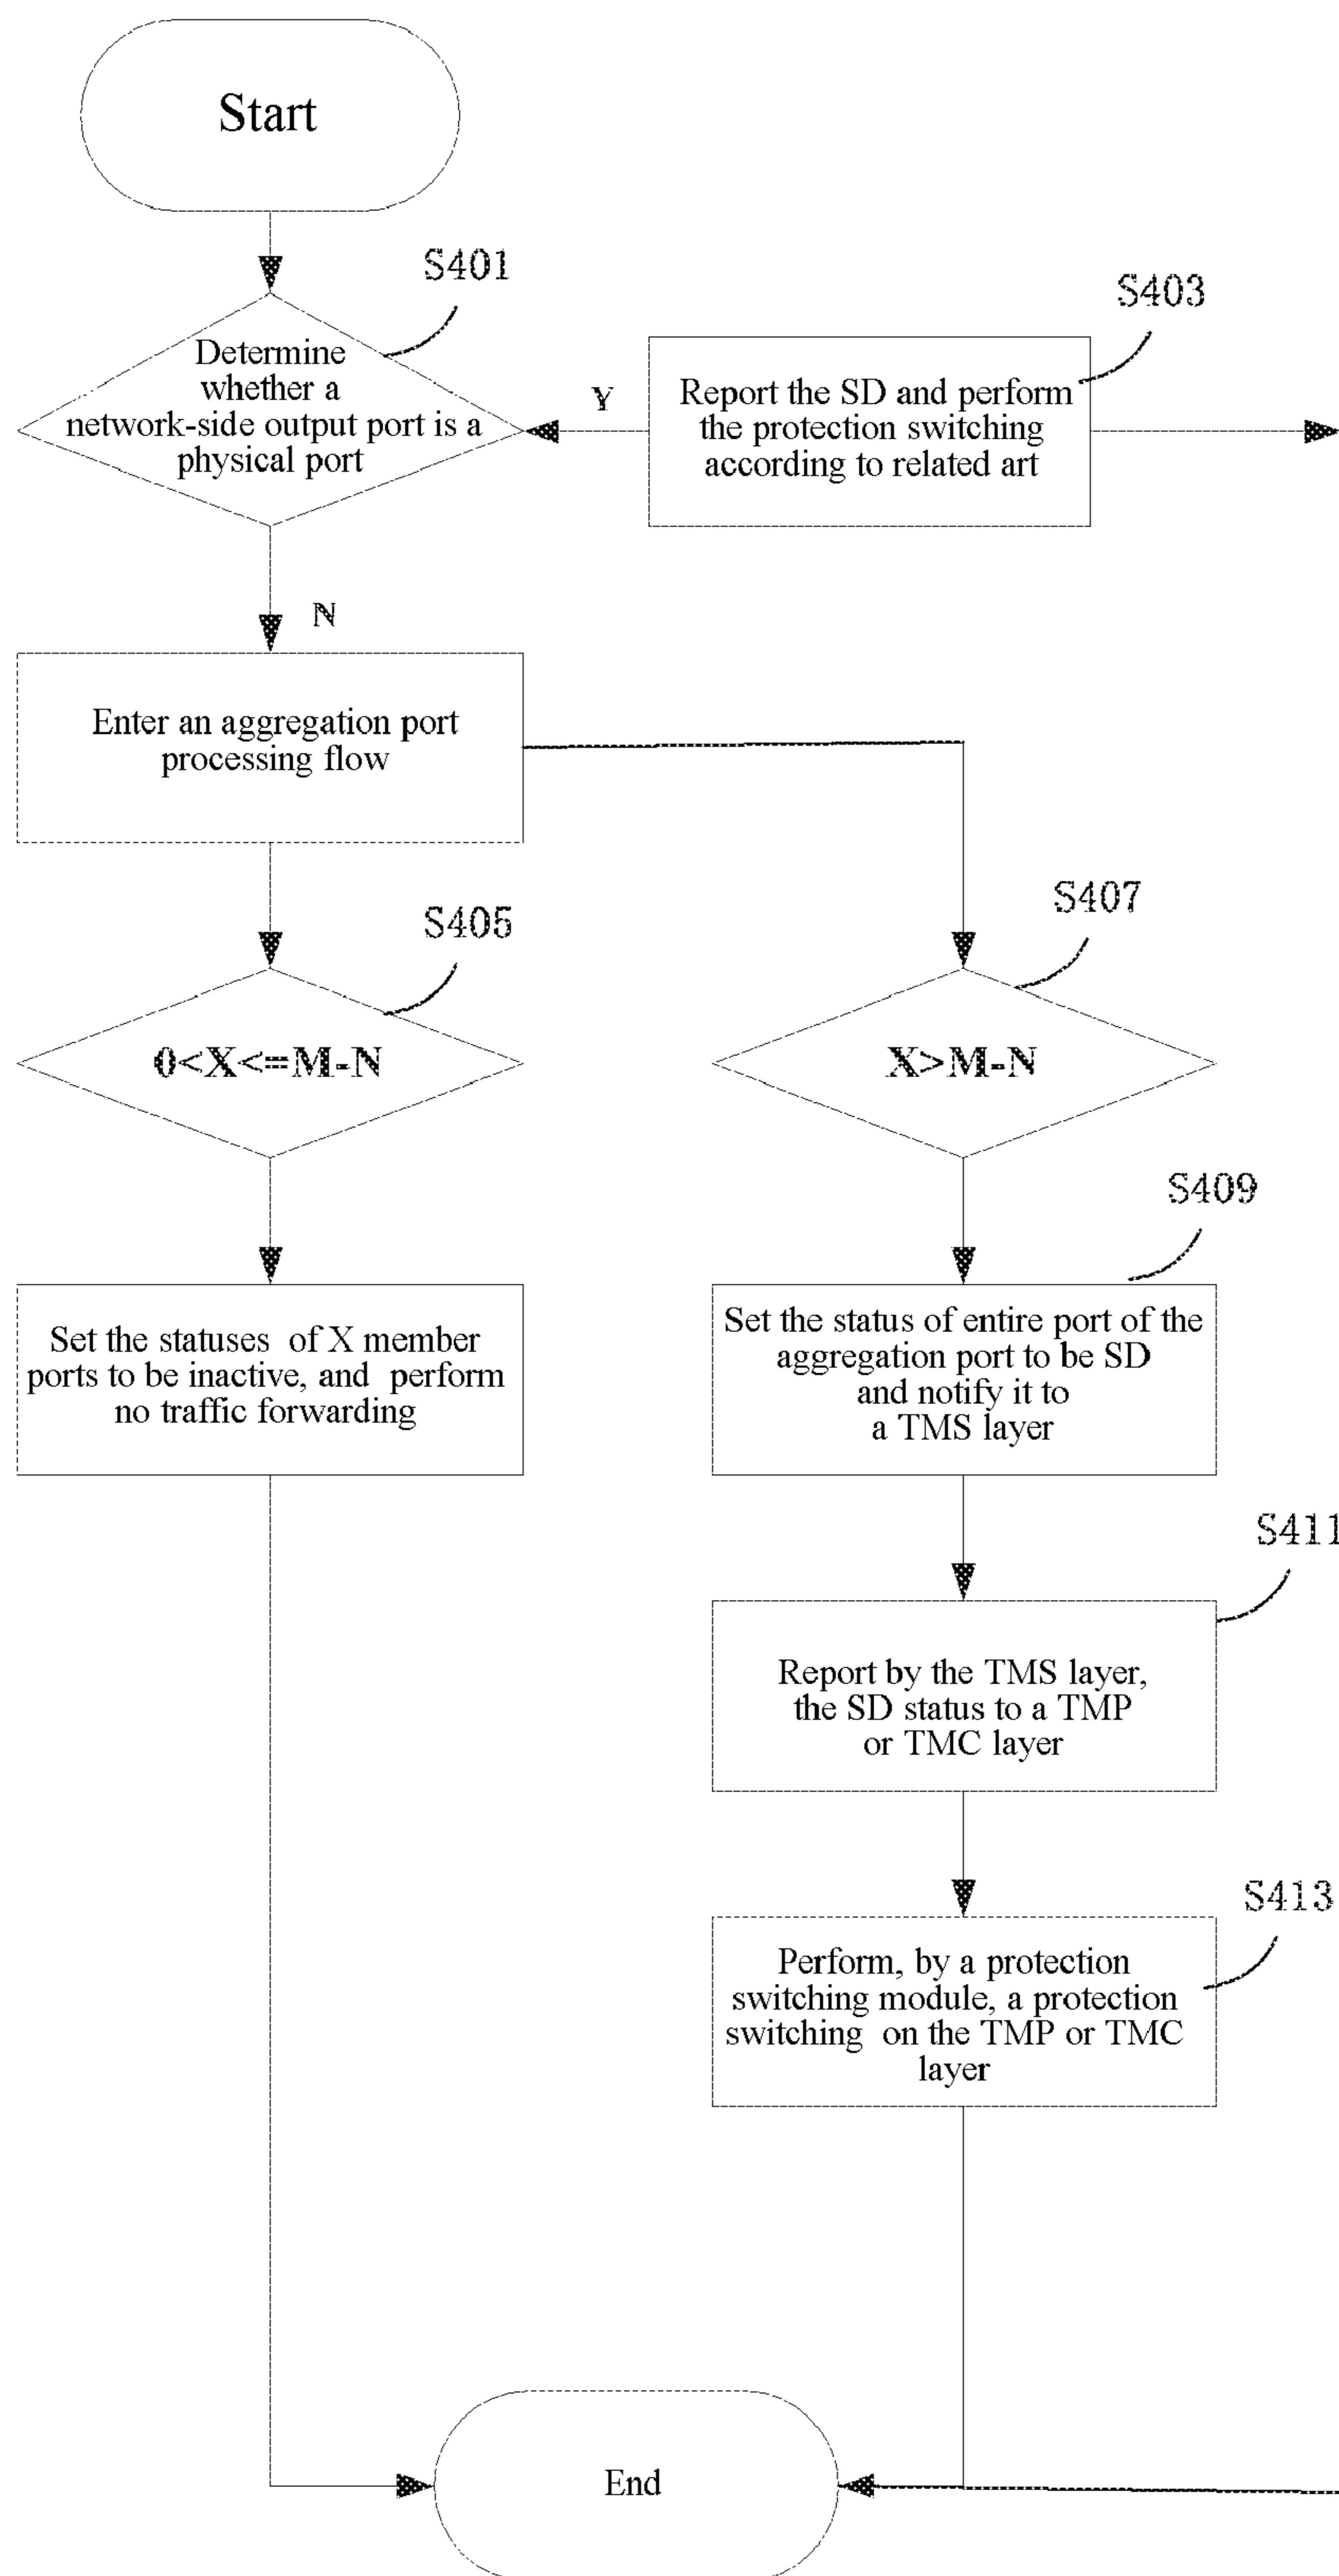 Start
S401
Determine
whether a
network-side output port is a
physical port
Y
S403
Report the SD and perform
the protection switching
according to related art
N
Enter an aggregation port
processing flow
S405
0<X<=M-N
S407
X>M-N
Set the statuses of X member
ports to be inactive, and perform
no traffic forwarding
S409
Set the status of entire port of the
aggregation port to be SD
and notify it to
a TMS layer
S411
Report by the TMS layer,
the SD status to a TMP
or TMC layer
S413
Perform, by a protection
switching module, a protection
switching on the TMP or TMC
layer
End